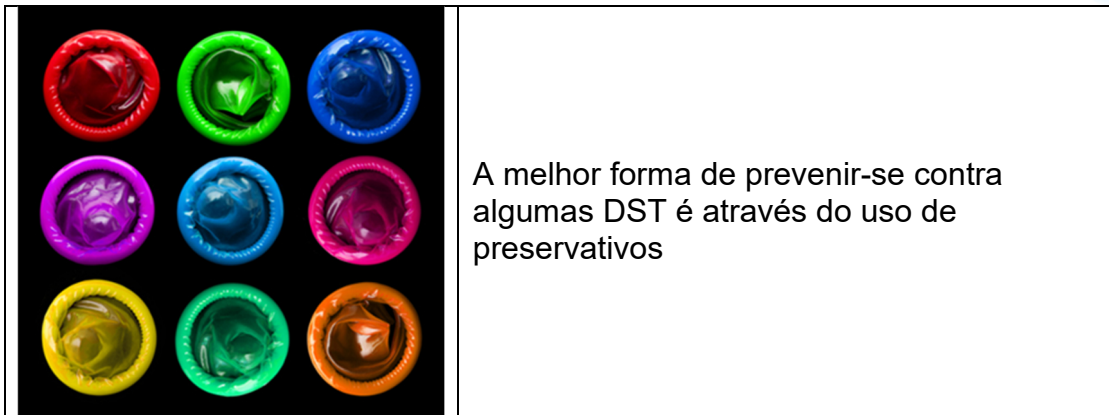 A melhor forma de prevenir-se contra
algumas DST é através do uso de
preservativos